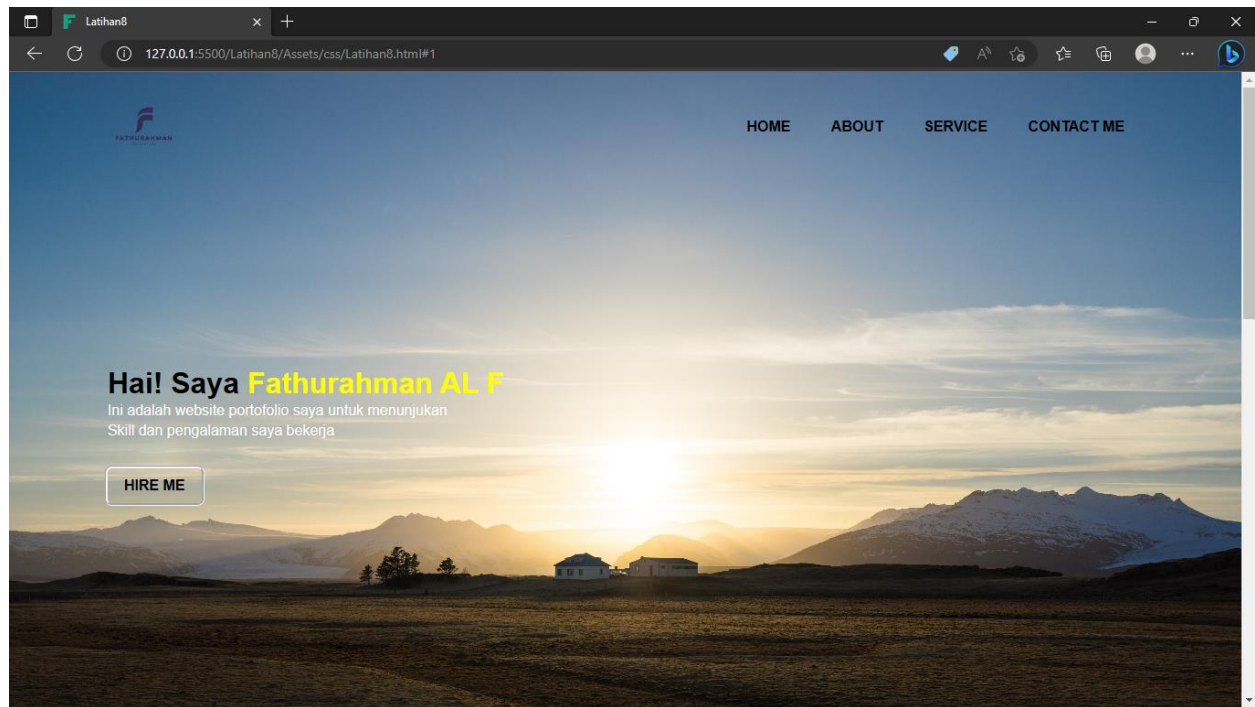 Latihan8
127.0.0.1:5500/Latihan8/Assets/css/Latihan8.html#1
FATHURAHMAN
HOME ABOUT SERVICE CONTACT ME
Hai! Saya Fathurahman AL F
Ini adalah website portofolio saya untuk menunjukan
Skill dan pengalaman saya bekerja
HIRE ME